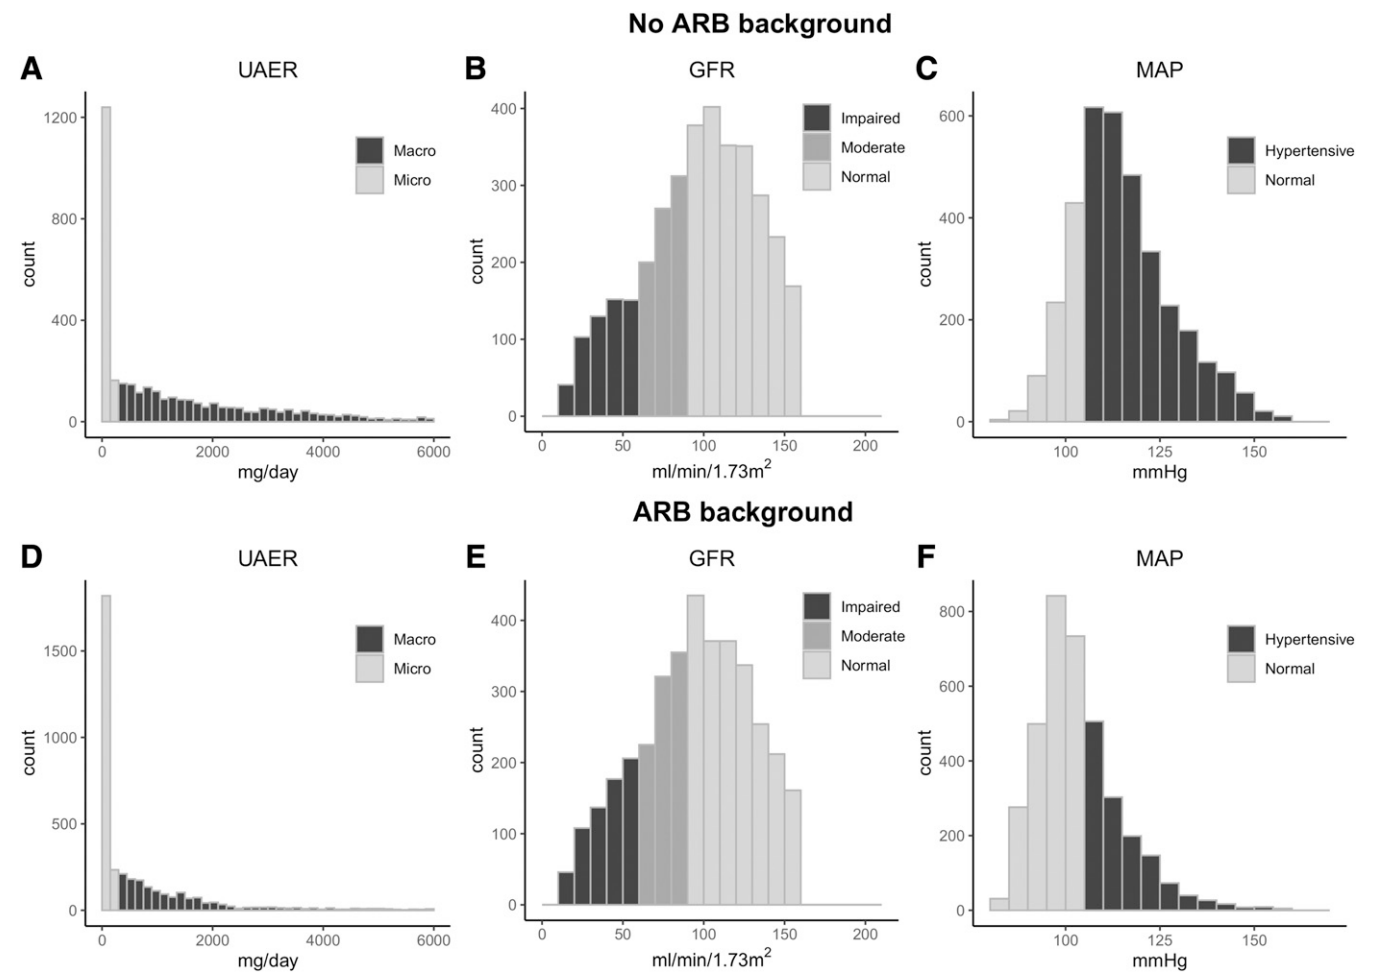 No ARB background
A
UAER
count
1200
800
400
0
Macro
Micro
0 2000 4000 6000
mg/day
B
GFR
count
400
300
200
100
0
Impaired
Moderate
Normal
0 50 100 150 200
ml/min/1.73m²
C
MAP
count
600
400
200
0
Hypertensive
Normal
100 125 150
mmHg
ARB background
D
UAER
count
1500
1000
500
0
Macro
Micro
0 2000 4000 6000
mg/day
E
GFR
count
400
300
200
100
0
Impaired
Moderate
Normal
0 50 100 150 200
ml/min/1.73m²
F
MAP
count
800
600
400
200
0
Hypertensive
Normal
100 125 150
mmHg